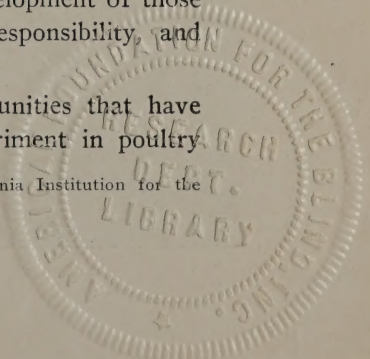 elopment of those
esponsibility, and
unities that have
riment in poultry
nia Institution for the
AMERICAN FOUNDATION FOR THE BLIND, INC.
RESEARCH
DEPT.
LIBRARY